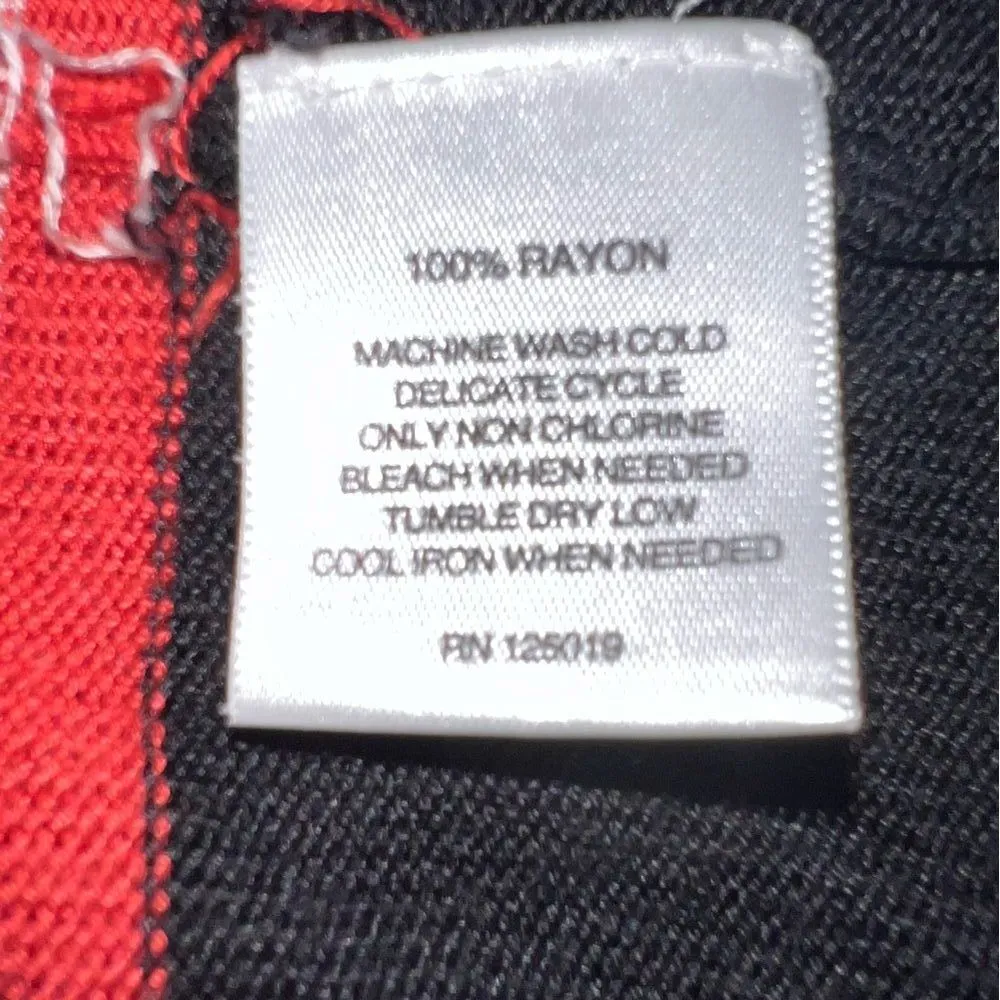 100% RAYON
MACHINE WASH COLD
DELICATE CYCLE
ONLY NON CHLORINE
BLEACH WHEN NEEDED
TUMBLE DRY LOW
COOL IRON WHEN NEEDED
RN 125019